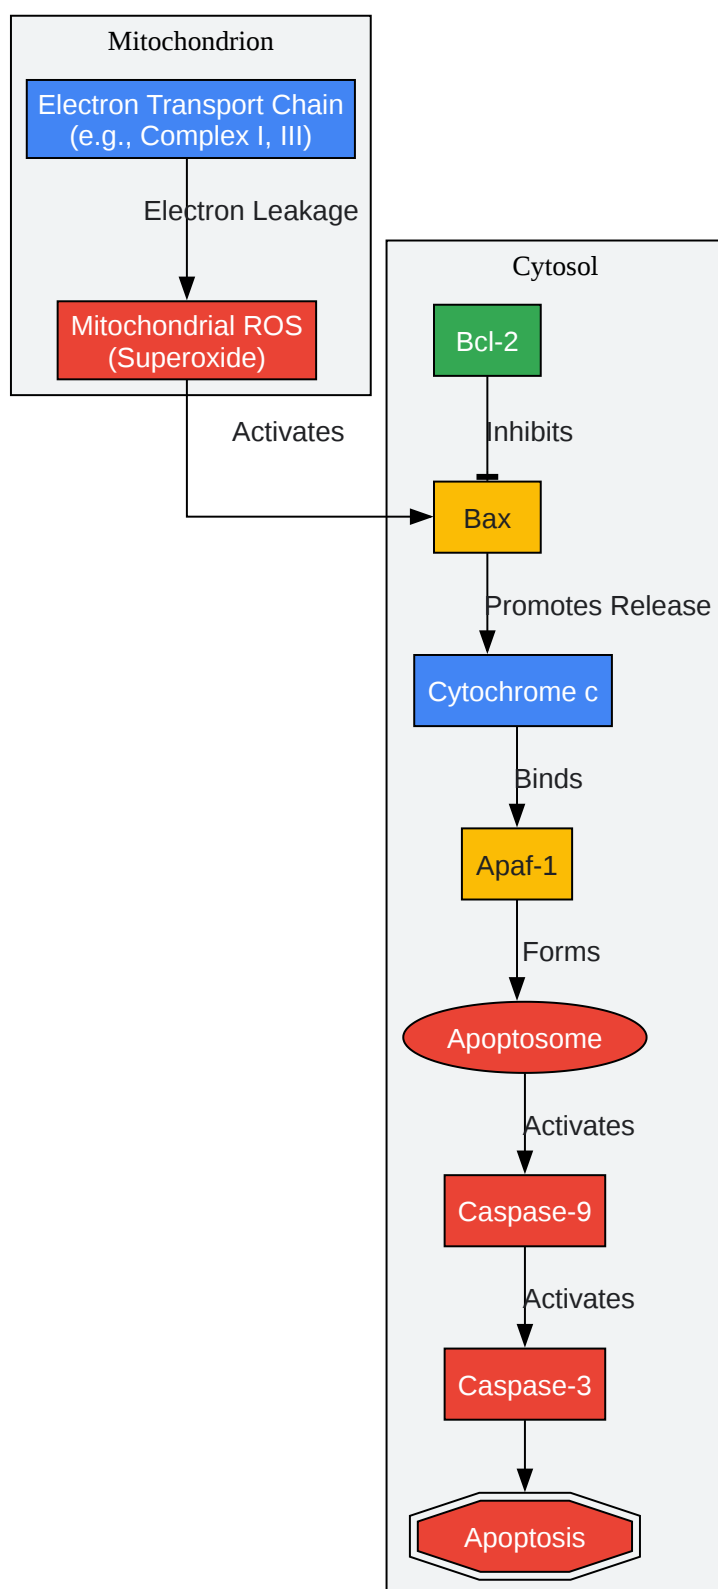 Mitochondrion
Electron Transport Chain
(e.g., Complex I, III)
Electron Leakage
Mitochondrial ROS
(Superoxide)
Activates
Cytosol
Bcl-2
Inhibits
Bax
Promotes Release
Cytochrome c
Binds
Apaf-1
Forms
Apoptosome
Activates
Caspase-9
Activates
Caspase-3
Apoptosis